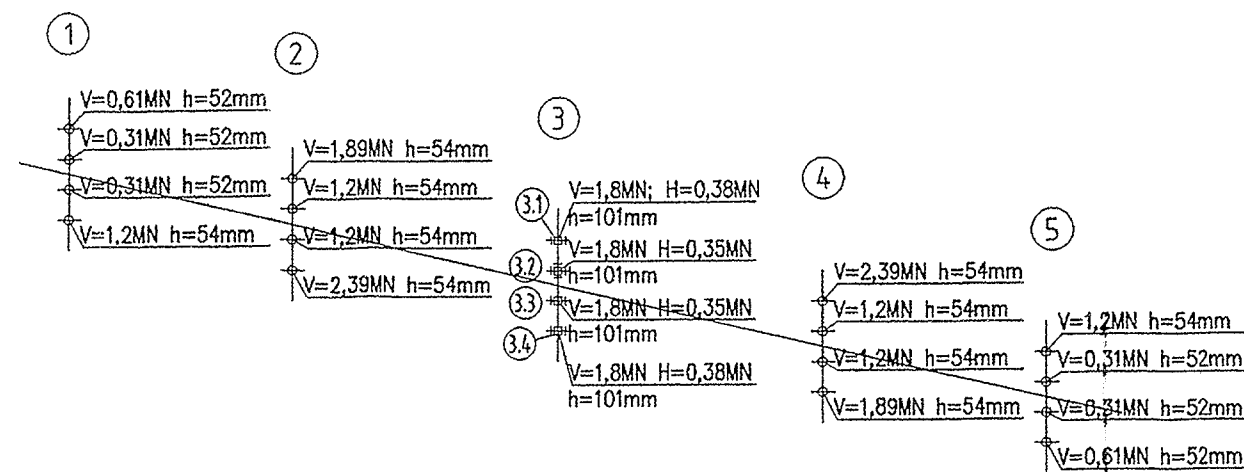 1
V=0,61MN h=52mm
V=0,31MN h=52mm
V=0,31MN h=52mm
V=1,2MN h=54mm
2
V=1,89MN h=54mm
V=1,2MN h=54mm
V=1,2MN h=54mm
V=2,39MN h=54mm
3
3.1
V=1,8MN; H=0,38MN
h=101mm
3.2
V=1,8MN H=0,35MN
h=101mm
3.3
V=1,8MN H=0,35MN
h=101mm
3.4
V=1,8MN H=0,38MN
h=101mm
4
V=2,39MN h=54mm
V=1,2MN h=54mm
V=1,2MN h=54mm
V=1,89MN h=54mm
5
V=1,2MN h=54mm
V=0,31MN h=52mm
V=0,31MN h=52mm
V=0,61MN h=52mm